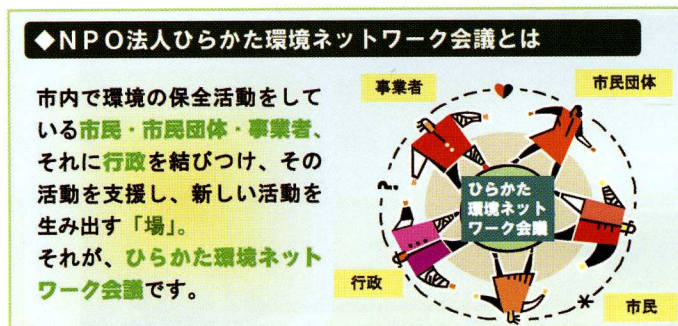 ◆NPO法人ひらかた環境ネットワーク会議とは
市内で環境の保全活動をして
いる市民・市民団体・事業者、
それに行政を結びつけ、その
活動を支援し、新しい活動を
生み出す「場」。
それが、ひらかた環境ネット
ワーク会議です。
事業者
市民団体
ひらかた
環境ネット
ワーク会議
行政
市民